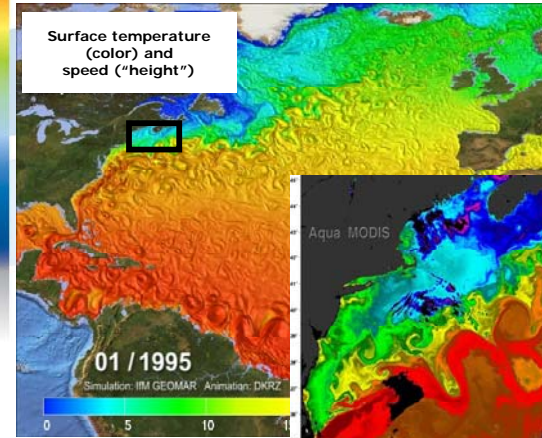 Surface temperature
(color) and
speed (“height”)
Aqua MODIS
01 / 1995
Simulation: IfM GEOMAR Animation: DKRZ
0 5 10